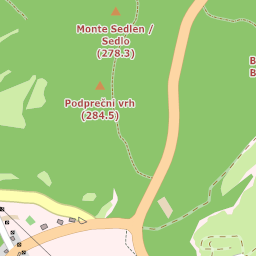 Monte Sedlen /
Sedlo
(278.3)
Podprečni vrh
(284.5)
B
B